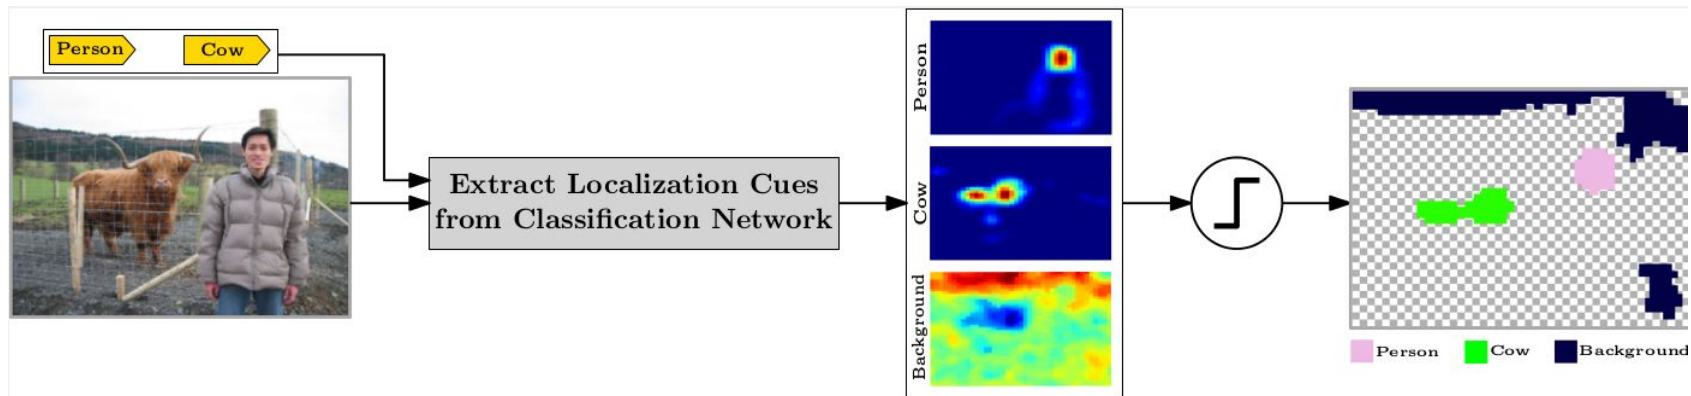 Person
Cow
Extract Localization Cues
from Classification Network
Person
Cow
Background
Person
Cow
Background